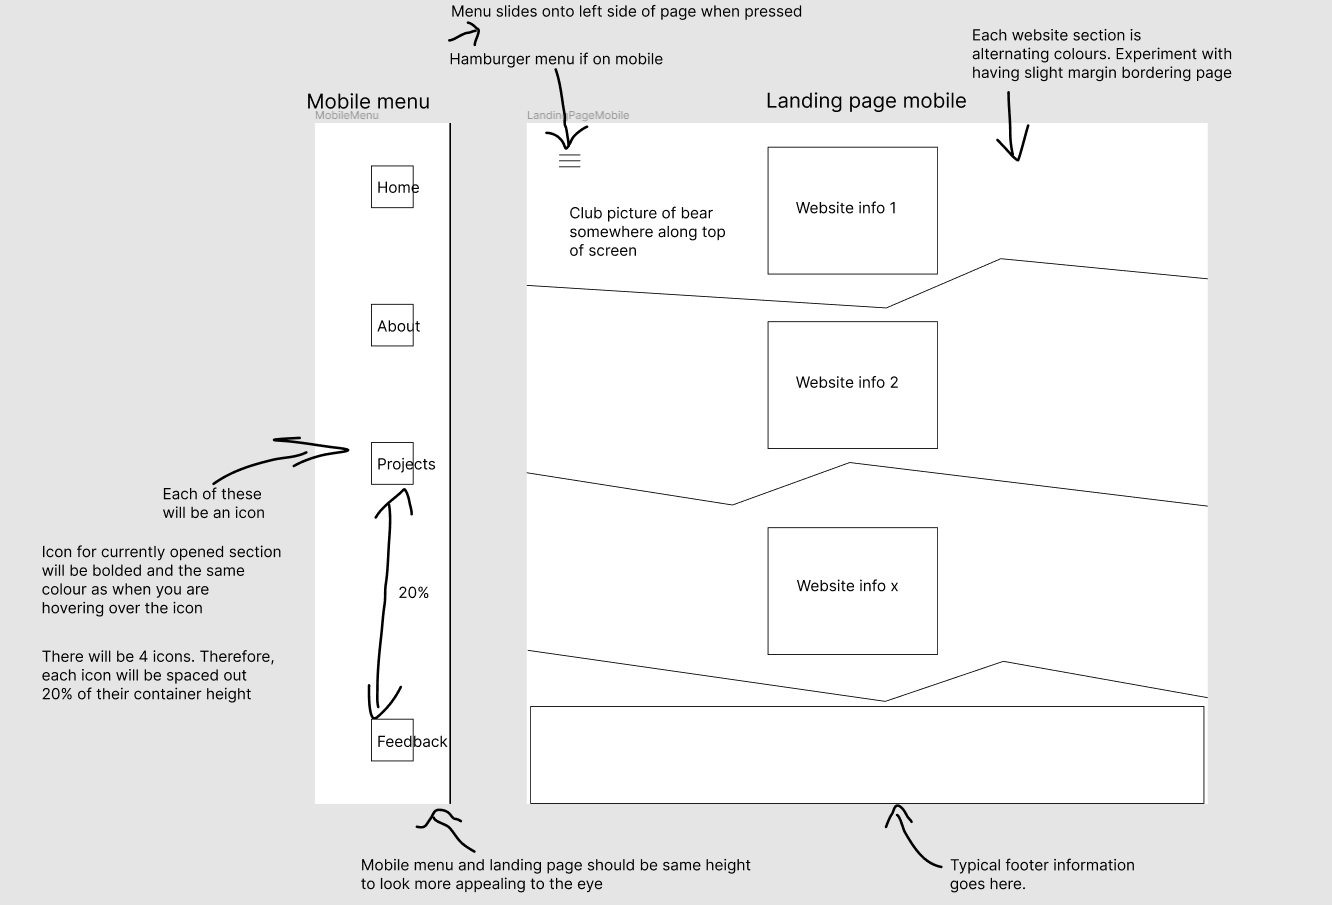 Menu slides onto left side of page when pressed
Hamburger menu if on mobile
Each website section is
alternating colours. Experiment with
having slight margin bordering page
Mobile menu
MobileMenu
Home
About
Projects
20%
Feedback
Each of these
will be an icon
Icon for currently opened section
will be bolded and the same
colour as when you are
hovering over the icon
There will be 4 icons. Therefore,
each icon will be spaced out
20% of their container height
Landing page mobile
LandingPageMobile
Club picture of bear
somewhere along top
of screen
Website info 1
Website info 2
Website info x
Mobile menu and landing page should be same height
to look more appealing to the eye
Typical footer information
goes here.